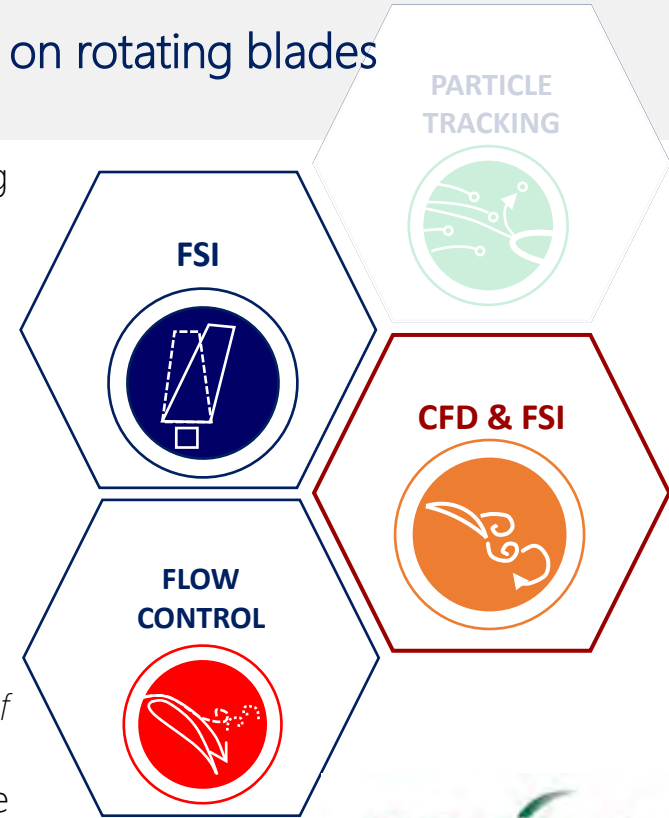 on rotating blades
PARTICLE
TRACKING
g
FSI
CFD & FSI
FLOW
CONTROL
f
e